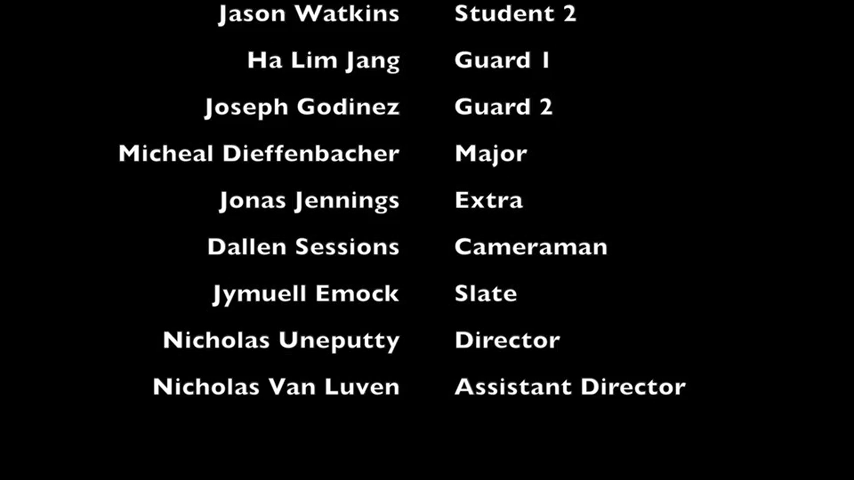 Jason Watkins Student 2
Ha Lim Jang Guard 1
Joseph Godinez Guard 2
Micheal Dieffenbacher Major
Jonas Jennings Extra
Dallen Sessions Cameraman
Jymuell Emock Slate
Nicholas Uneputty Director
Nicholas Van Luven Assistant Director